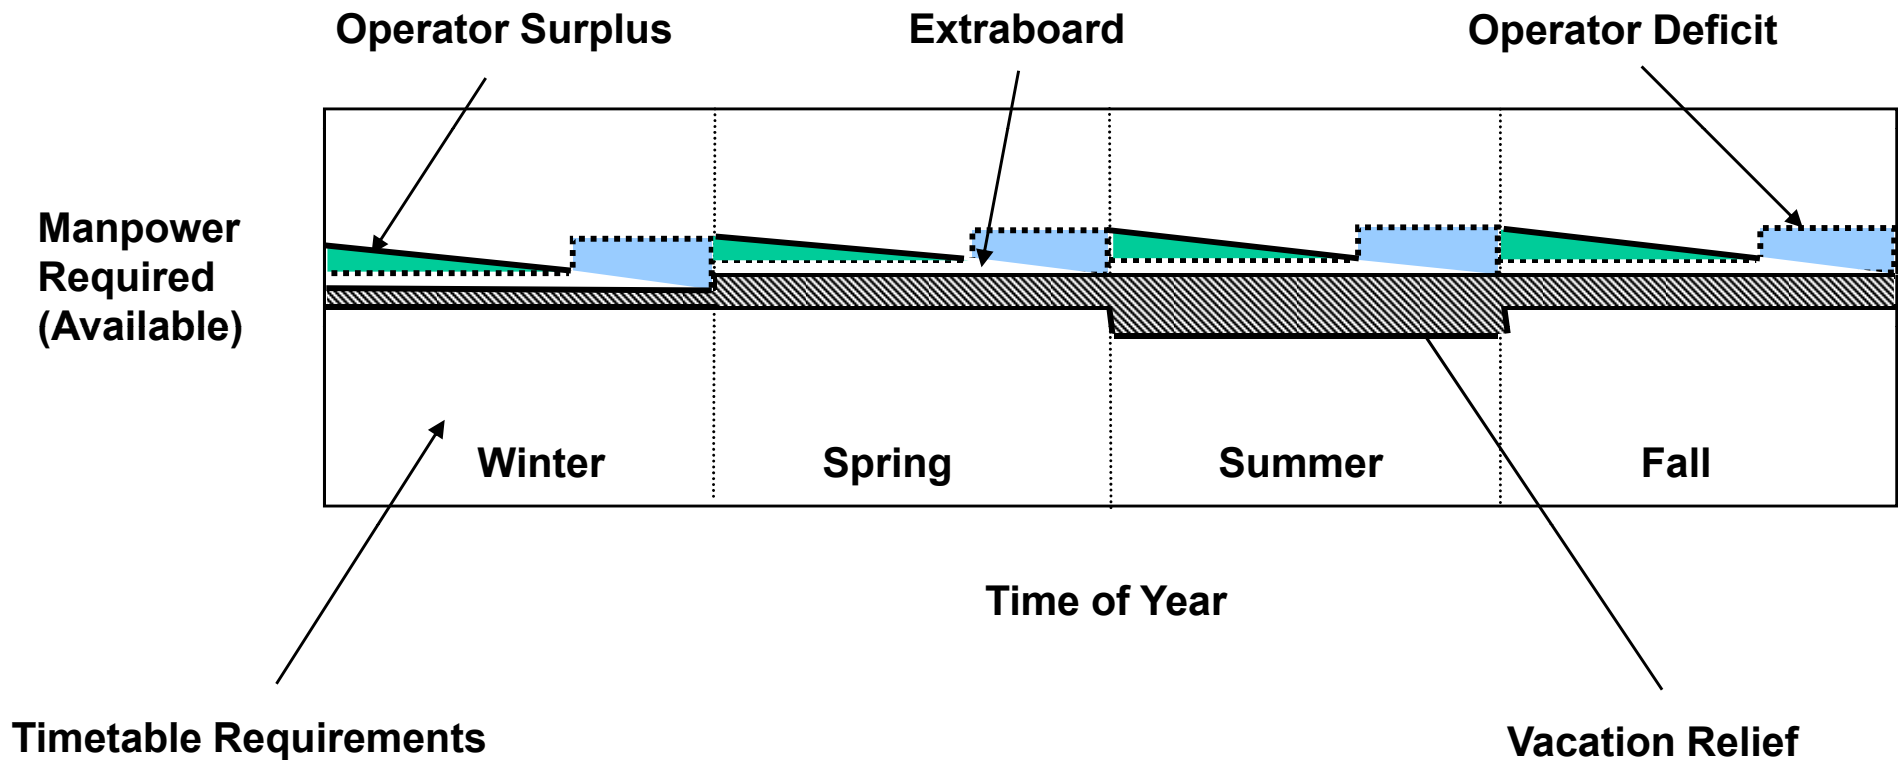 Operator Surplus
Extraboard
Operator Deficit
Manpower
Required
(Available)
Winter
Spring
Summer
Fall
Time of Year
Timetable Requirements
Vacation Relief